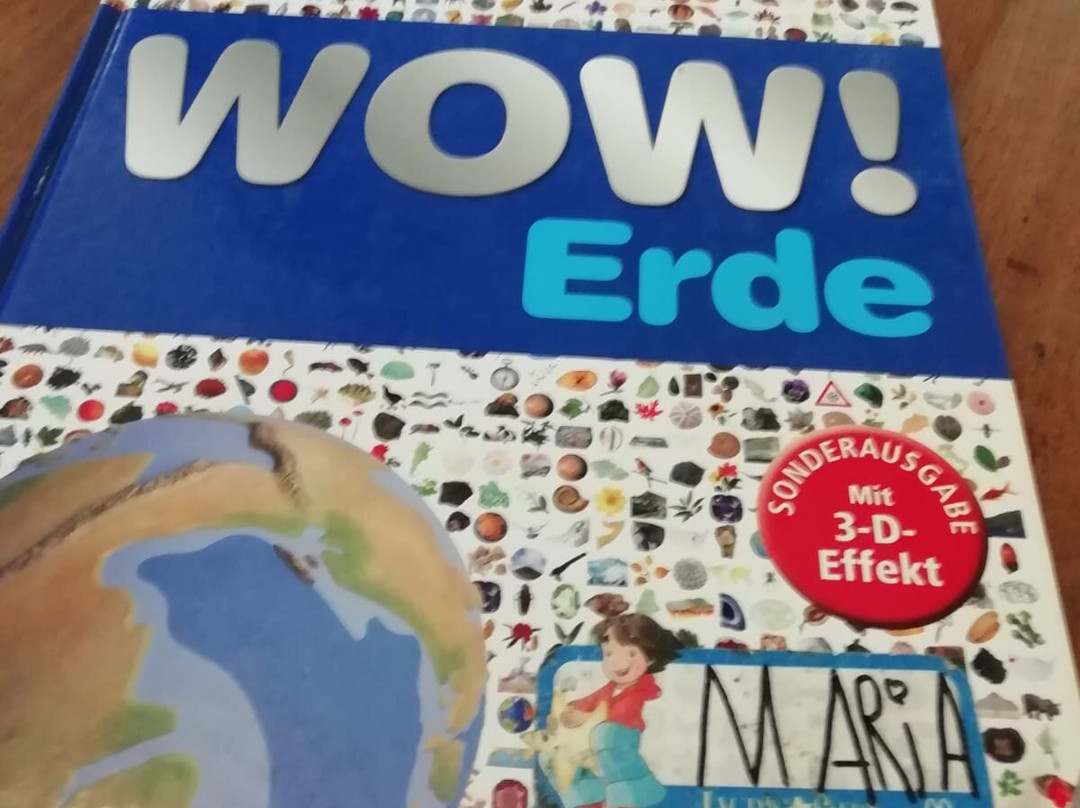 WOW!
Erde
SONDERAUSGABE
Mit
3-D-
Effekt
MARiA